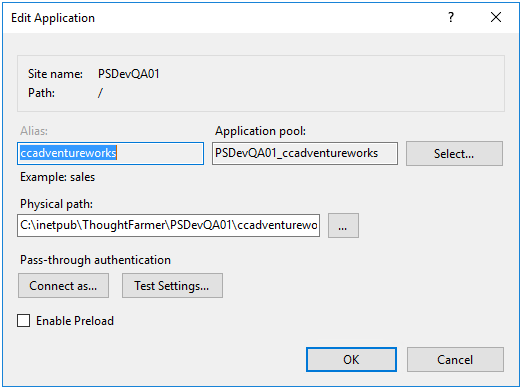 Edit Application
?
Site name: PSDevQA01
Path: /
Alias: Application pool:
ccadventureworks PSDevQA01_ccadventureworks Select...
Example: sales
Physical path:
C:\inetpub\ThoughtFarmer\PSDevQA01\ccadventurewo ...
Pass-through authentication
Connect as... Test Settings...
Enable Preload
OK Cancel